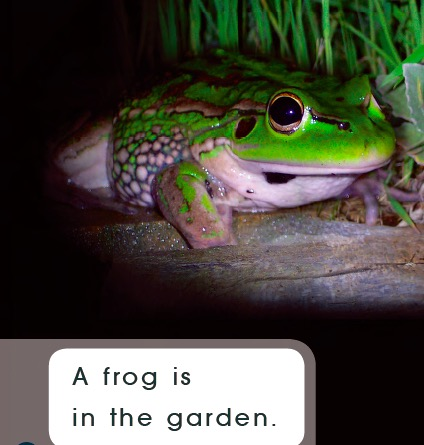 A frog is
in the garden.